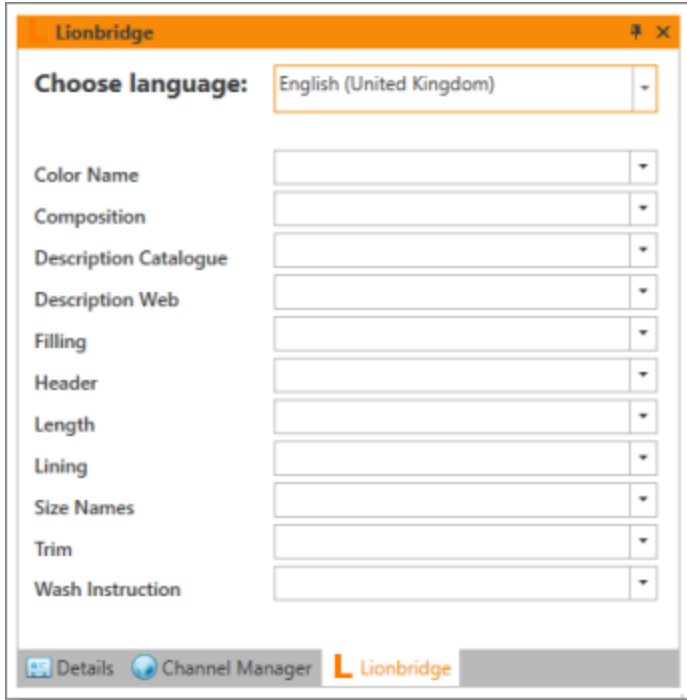 L Lionbridge
Choose language: English (United Kingdom)
Color Name
Composition
Description Catalogue
Description Web
Filling
Header
Length
Lining
Size Names
Trim
Wash Instruction
Details Channel Manager L Lionbridge